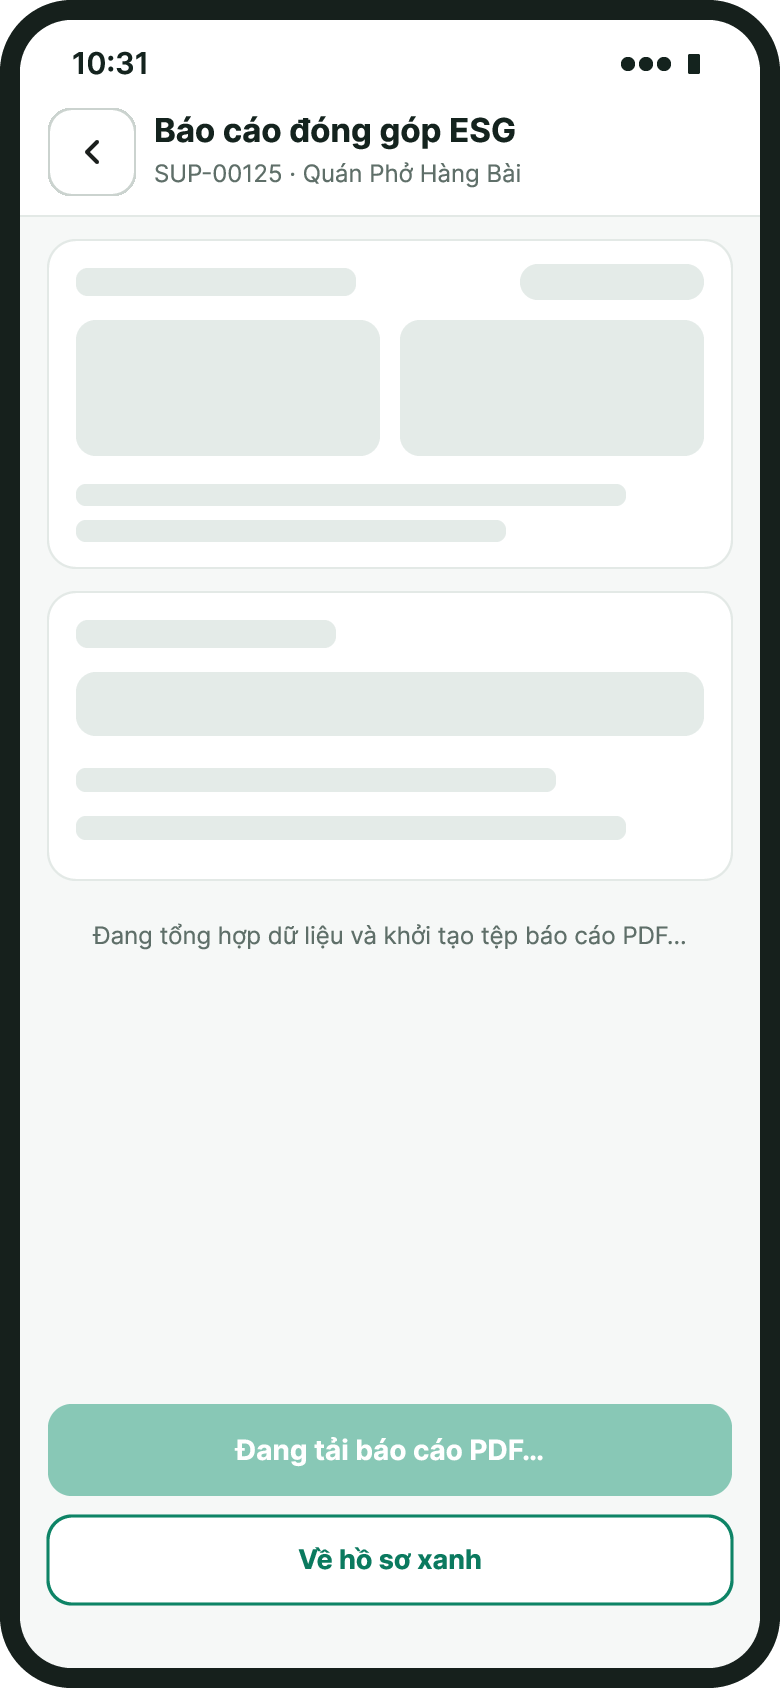 10:31
Báo cáo đóng góp ESG
SUP-00125 · Quán Phở Hàng Bài
Đang tổng hợp dữ liệu và khởi tạo tệp báo cáo PDF...
Đang tải báo cáo PDF...
Về hồ sơ xanh